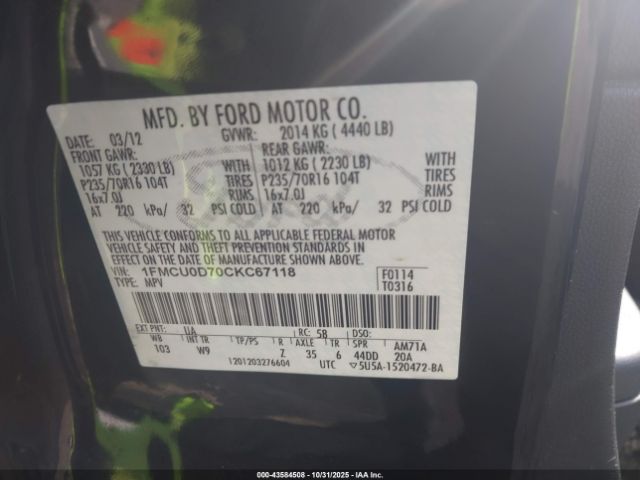 MFD. BY FORD MOTOR CO.
DATE: 03/12 GVWR: 2014 KG ( 4440 LB)
FRONT GAWR: REAR GAWR:
1057 KG ( 2330 LB) WITH 1012 KG ( 2230 LB) WITH
P235/70R16 104T TIRES P235/70R16 104T TIRES
16x7.0J RIMS 16x7.0J RIMS
AT 220 kPa/ 32 PSI COLD AT 220 kPa/ 32 PSI COLD
THIS VEHICLE CONFORMS TO ALL APPLICABLE FEDERAL MOTOR
VEHICLE SAFETY AND THEFT PREVENTION STANDARDS IN
EFFECT ON THE DATE OF MANUFACTURE SHOWN ABOVE.
VIN: 1FMCU0D70CKC67118 F0114
TYPE: MPV T0316
EXT PNT: UA RC: 5B DSO:
WB INT TR TP/PS R AXLE TR SPR AM71A
103 W9 Z 35 6 44DD 20A
1201203276604 UTC ▽5U5A-1520472-BA
000-43584508 - 10/31/2025 - IAAI.com